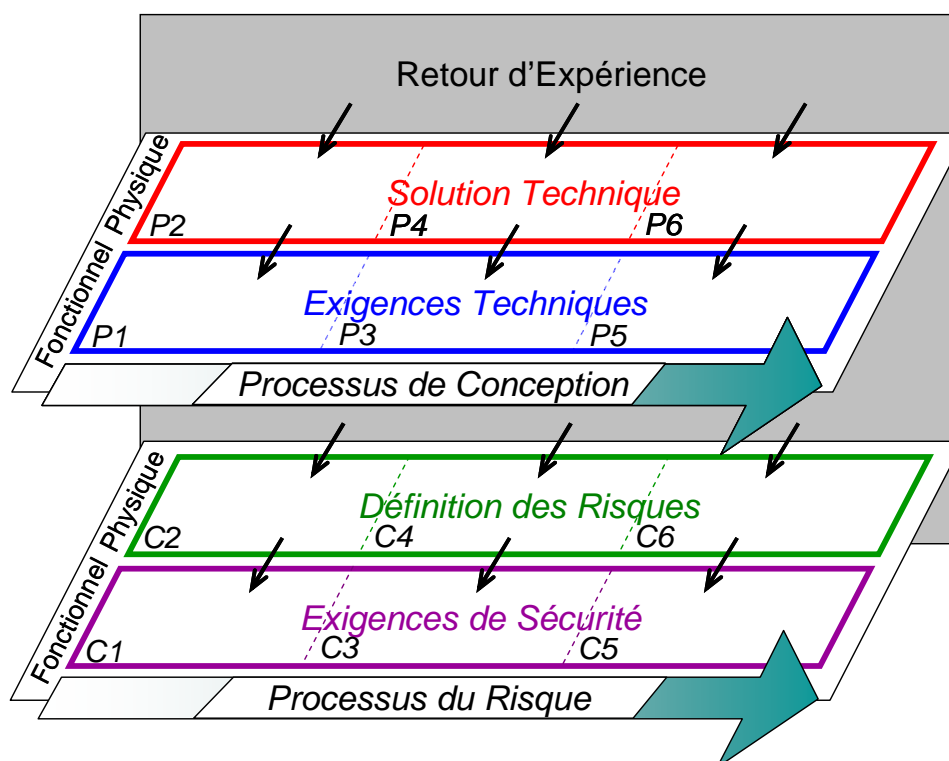 Retour d'Expérience
Physique
Solution Technique
P2
P4
P6
Fonctionnel
Exigences Techniques
P1
P3
P5
Processus de Conception
Physique
Définition des Risques
C2
C4
C6
Fonctionnel
Exigences de Sécurité
C1
C3
C5
Processus du Risque